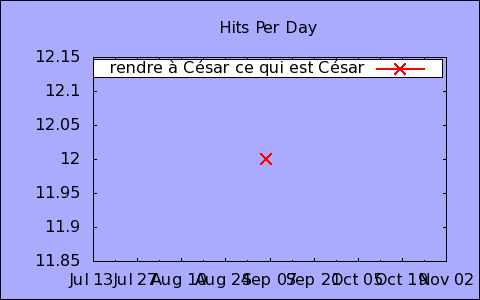 Hits Per Day
12.15
rendre à César ce qui est César
12.1
12.05
12
11.95
11.9
11.85
Jul 13 Jul 27 Aug 10 Aug 24 Sep 07 Sep 21 Oct 05 Oct 19 Nov 02